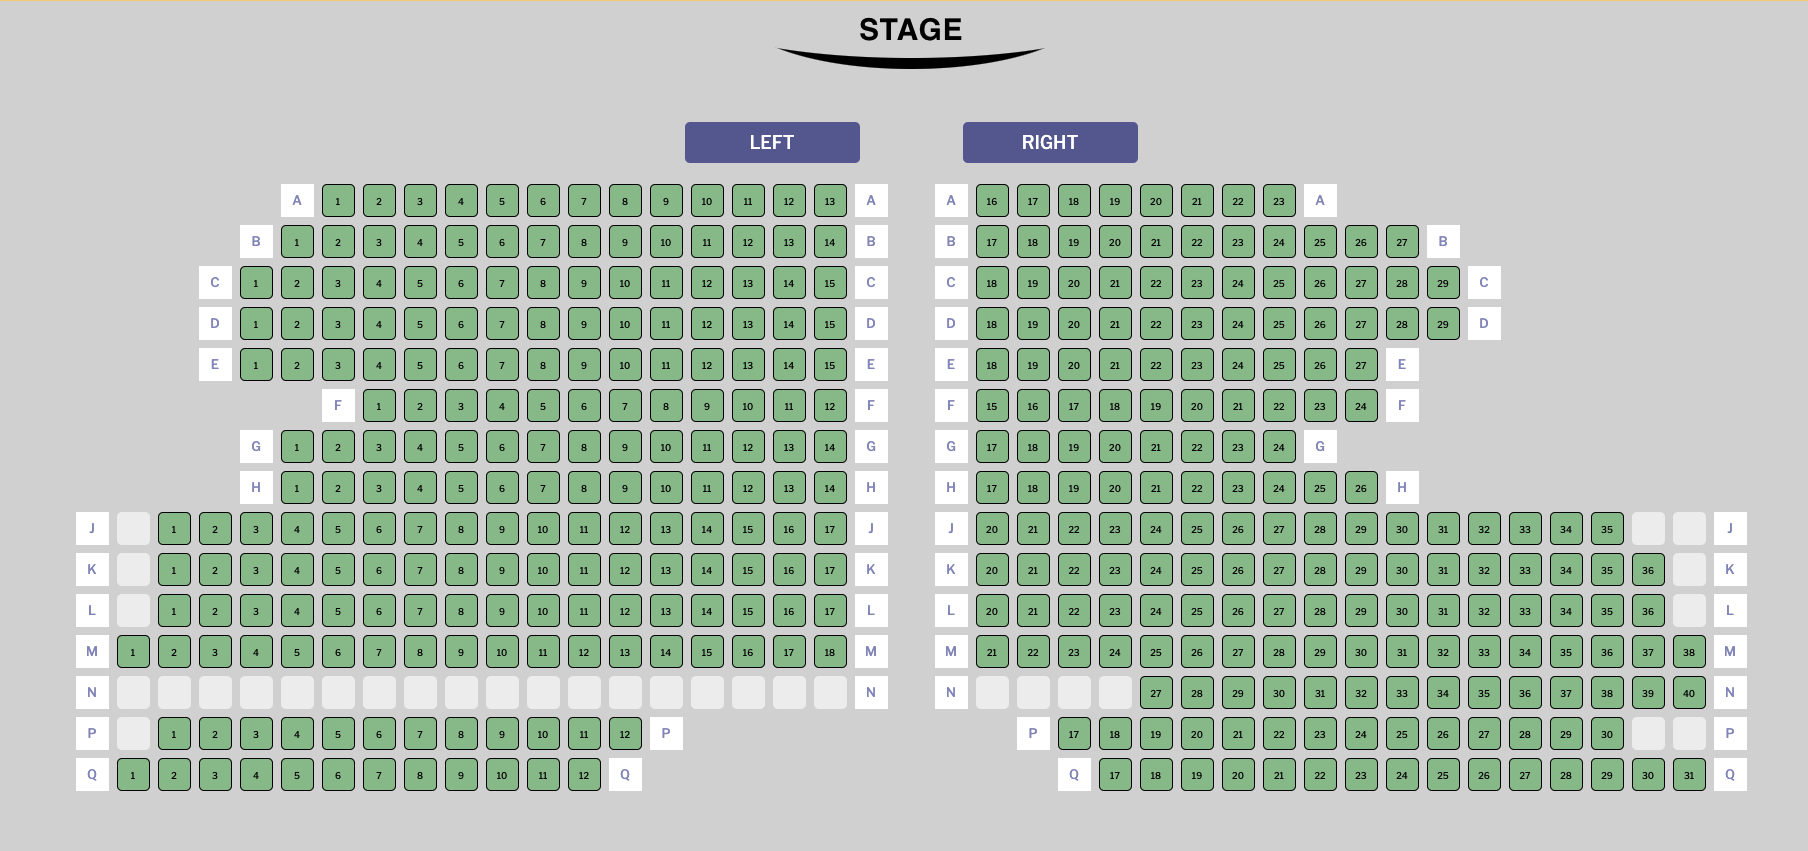 STAGE
LEFT RIGHT
A 1 2 3 4 5 6 7 8 9 10 11 12 13 A A 16 17 18 19 20 21 22 23 A
B 1 2 3 4 5 6 7 8 9 10 11 12 13 14 B B 17 18 19 20 21 22 23 24 25 26 27 B
C 1 2 3 4 5 6 7 8 9 10 11 12 13 14 15 C C 18 19 20 21 22 23 24 25 26 27 28 29 C
D 1 2 3 4 5 6 7 8 9 10 11 12 13 14 15 D D 18 19 20 21 22 23 24 25 26 27 28 29 D
E 1 2 3 4 5 6 7 8 9 10 11 12 13 14 15 E E 18 19 20 21 22 23 24 25 26 27 E
F 1 2 3 4 5 6 7 8 9 10 11 12 F F 15 16 17 18 19 20 21 22 23 24 F
G 1 2 3 4 5 6 7 8 9 10 11 12 13 14 G G 17 18 19 20 21 22 23 24 G
H 1 2 3 4 5 6 7 8 9 10 11 12 13 14 H H 17 18 19 20 21 22 23 24 25 26 H
J 1 2 3 4 5 6 7 8 9 10 11 12 13 14 15 16 17 J J 20 21 22 23 24 25 26 27 28 29 30 31 32 33 34 35 J
K 1 2 3 4 5 6 7 8 9 10 11 12 13 14 15 16 17 K K 20 21 22 23 24 25 26 27 28 29 30 31 32 33 34 35 36 K
L 1 2 3 4 5 6 7 8 9 10 11 12 13 14 15 16 17 L L 20 21 22 23 24 25 26 27 28 29 30 31 32 33 34 35 36 L
M 1 2 3 4 5 6 7 8 9 10 11 12 13 14 15 16 17 18 M M 21 22 23 24 25 26 27 28 29 30 31 32 33 34 35 36 37 38 M
N N N 27 28 29 30 31 32 33 34 35 36 37 38 39 40 N
P 1 2 3 4 5 6 7 8 9 10 11 12 P P 17 18 19 20 21 22 23 24 25 26 27 28 29 30 P
Q 1 2 3 4 5 6 7 8 9 10 11 12 Q Q 17 18 19 20 21 22 23 24 25 26 27 28 29 30 31 Q